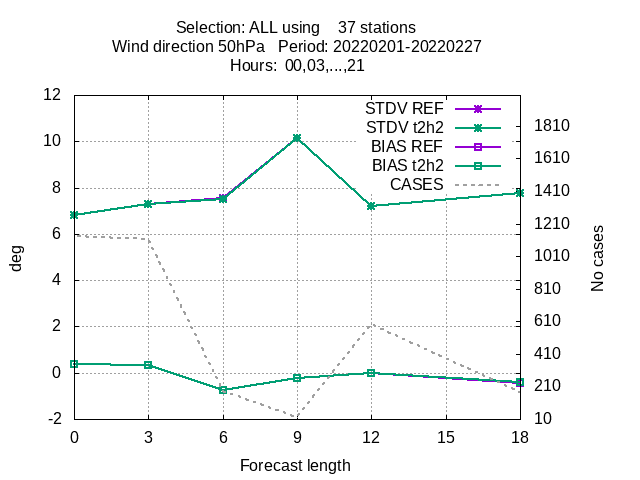 Selection: ALL using    37 stations
Wind direction 50hPa   Period: 20220201-20220227
Hours:  00,03,...,21
12
10
8
6
4
2
0
-2
deg
STDV REF
STDV t2h2
BIAS REF
BIAS t2h2
CASES
1810
1610
1410
1210
1010
810
610
410
210
10
No cases
0 3 6 9 12 15 18
Forecast length